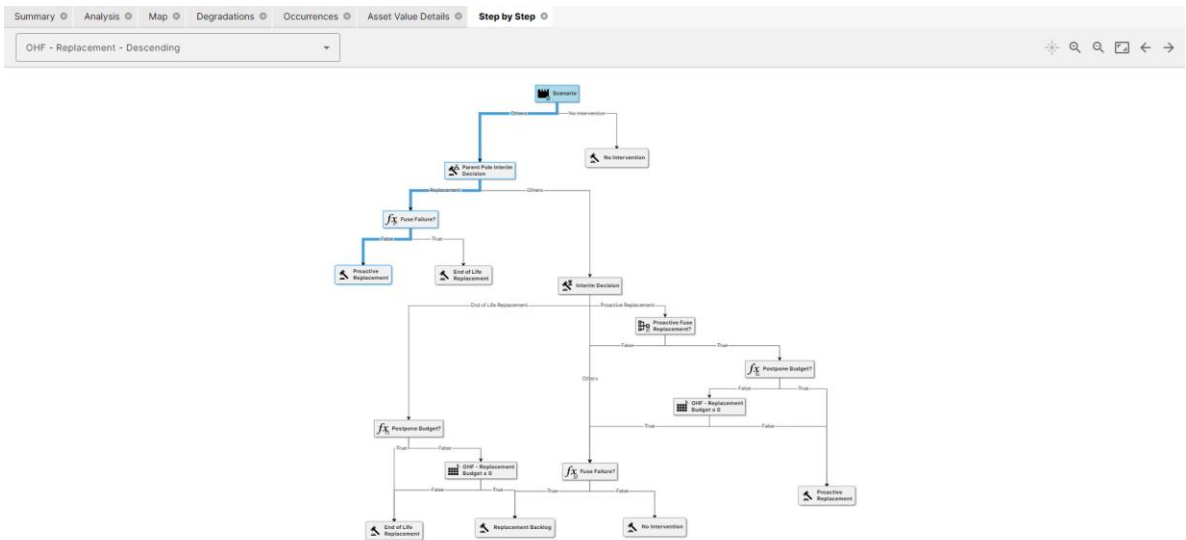 Summary Analysis Map Degradations Occurrences Asset Value Details Step by Step
OHF - Replacement - Descending
Scenario
Others No Intervention
No Intervention
Parent Pole Interim
Decision
Replacement Others
fx Fuse Failure?
False True
Proactive
Replacement
End of Life
Replacement
Interim Decision
End of Life Replacement Proactive Replacement
Proactive Fuse
Replacement?
False True
fx Postpone Budget?
Others
False True
OHF - Replacement
Budget ≤ 0
True False
fx Postpone Budget?
True False
OHF - Replacement
Budget ≤ 0
fx Fuse Failure?
False True True False
Proactive
Replacement
End of Life
Replacement
Replacement Backlog
No Intervention